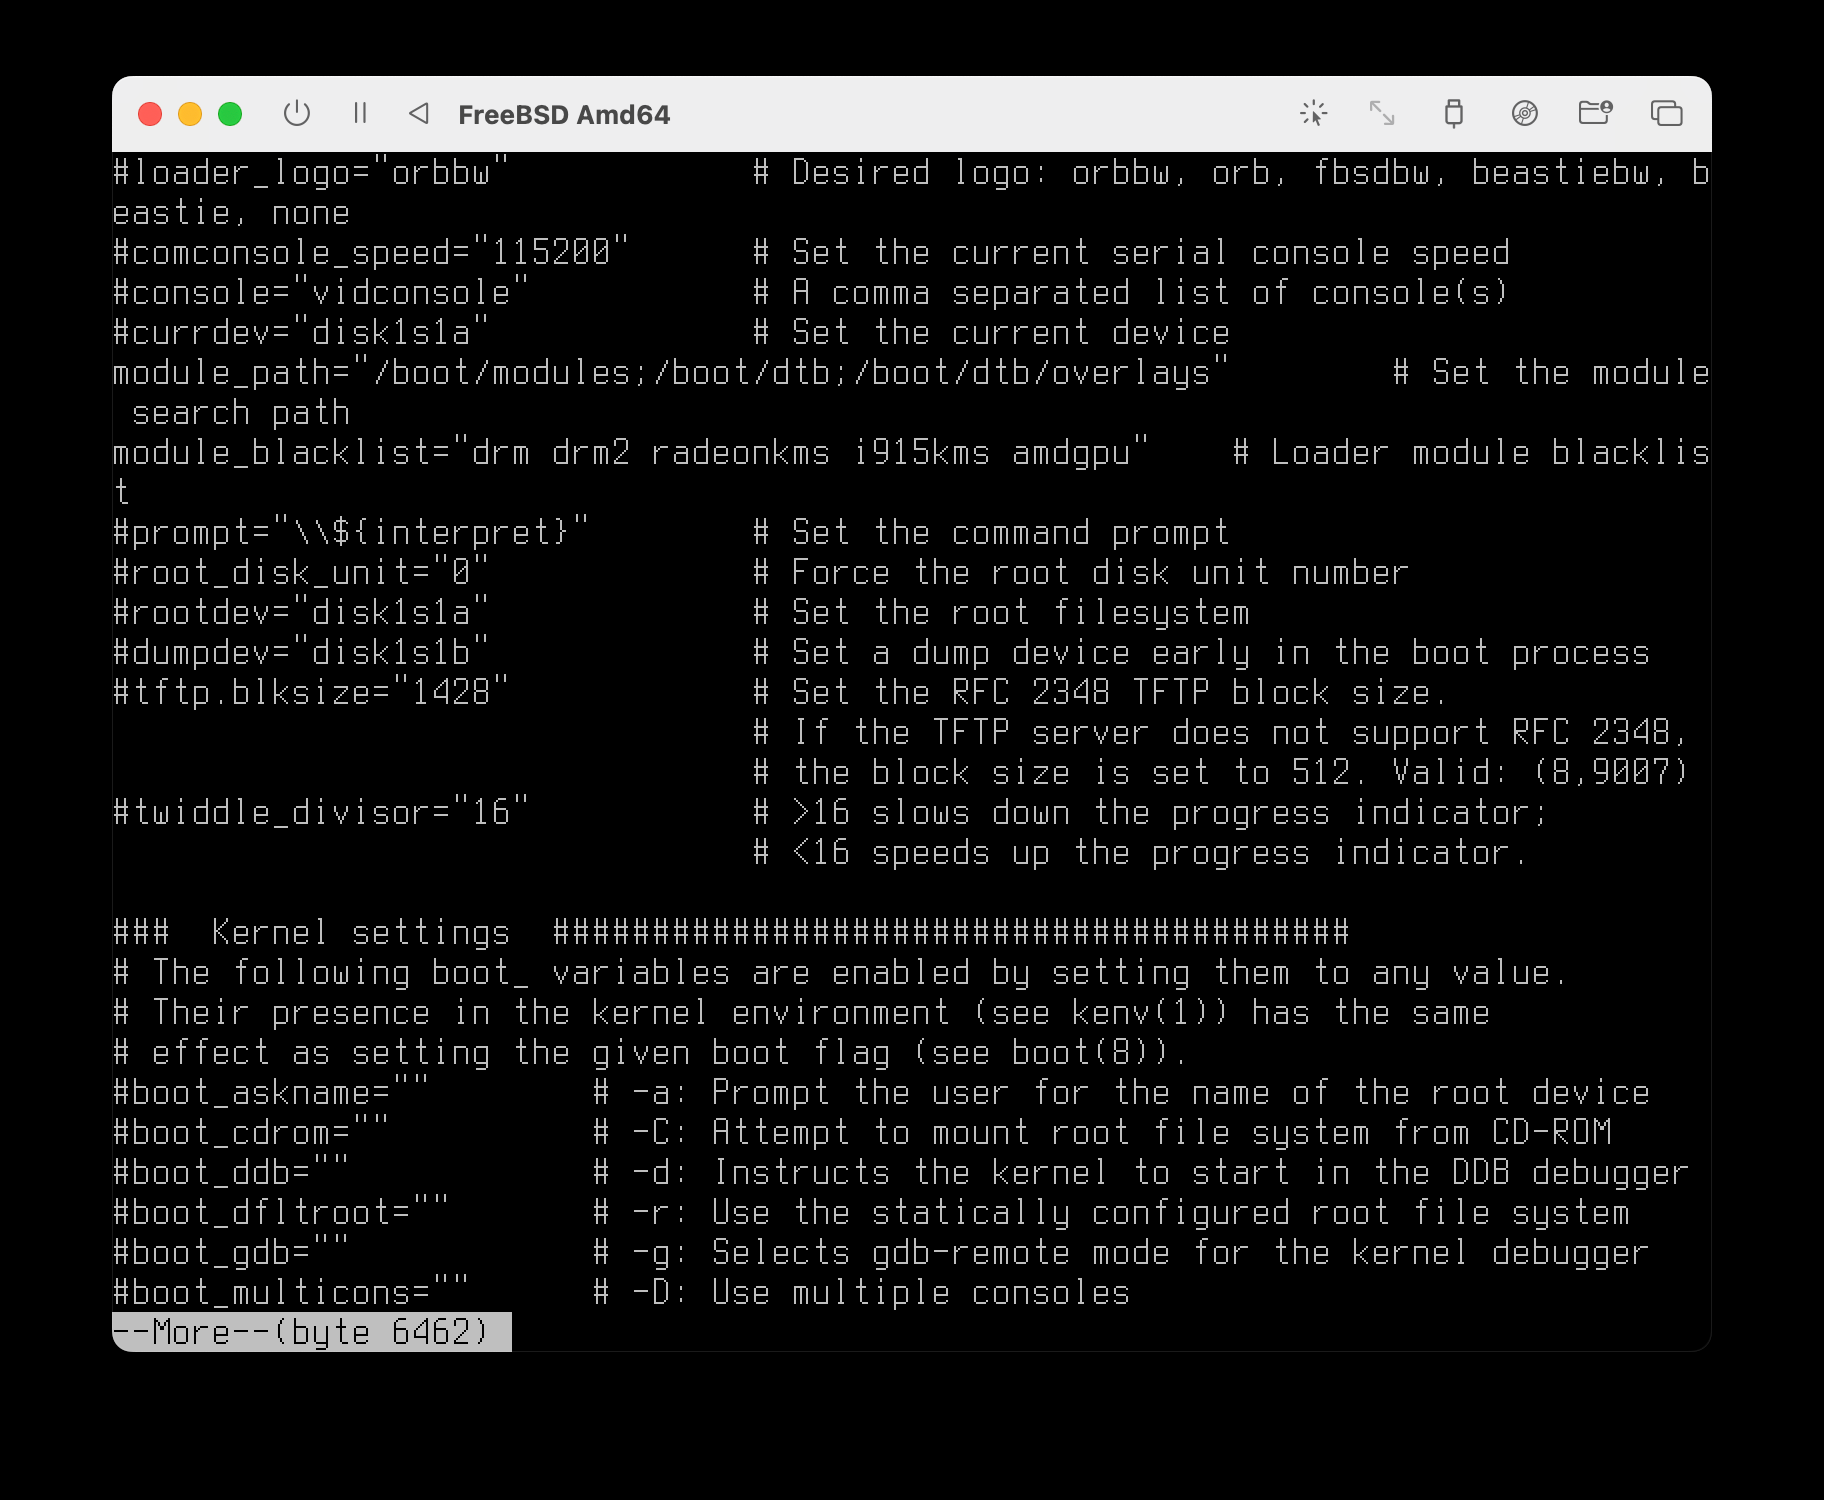 FreeBSD Amd64
#loader_logo="orbbw"            # Desired logo: orbbw, orb, fbsdbw, beastiebw, b
eastie, none
#comconsole_speed="115200"      # Set the current serial console speed
#console="vidconsole"           # A comma separated list of console(s)
#currdev="disk1s1a"             # Set the current device
module_path="/boot/modules;/boot/dtb;/boot/dtb/overlays"        # Set the module
 search path
module_blacklist="drm drm2 radeonkms i915kms amdgpu"    # Loader module blacklis
t
#prompt="\\${interpret}"        # Set the command prompt
#root_disk_unit="0"             # Force the root disk unit number
#rootdev="disk1s1a"             # Set the root filesystem
#dumpdev="disk1s1b"             # Set a dump device early in the boot process
#tftp.blksize="1428"            # Set the RFC 2348 TFTP block size.
                                # If the TFTP server does not support RFC 2348,
                                # the block size is set to 512. Valid: (8,9007)
#twiddle_divisor="16"           # >16 slows down the progress indicator;
                                # <16 speeds up the progress indicator.

###  Kernel settings  ########################################
# The following boot_ variables are enabled by setting them to any value.
# Their presence in the kernel environment (see kenv(1)) has the same
# effect as setting the given boot flag (see boot(8)).
#boot_askname=""        # -a: Prompt the user for the name of the root device
#boot_cdrom=""          # -C: Attempt to mount root file system from CD-ROM
#boot_ddb=""            # -d: Instructs the kernel to start in the DDB debugger
#boot_dfltroot=""       # -r: Use the statically configured root file system
#boot_gdb=""            # -g: Selects gdb-remote mode for the kernel debugger
#boot_multicons=""      # -D: Use multiple consoles
--More--(byte 6462)